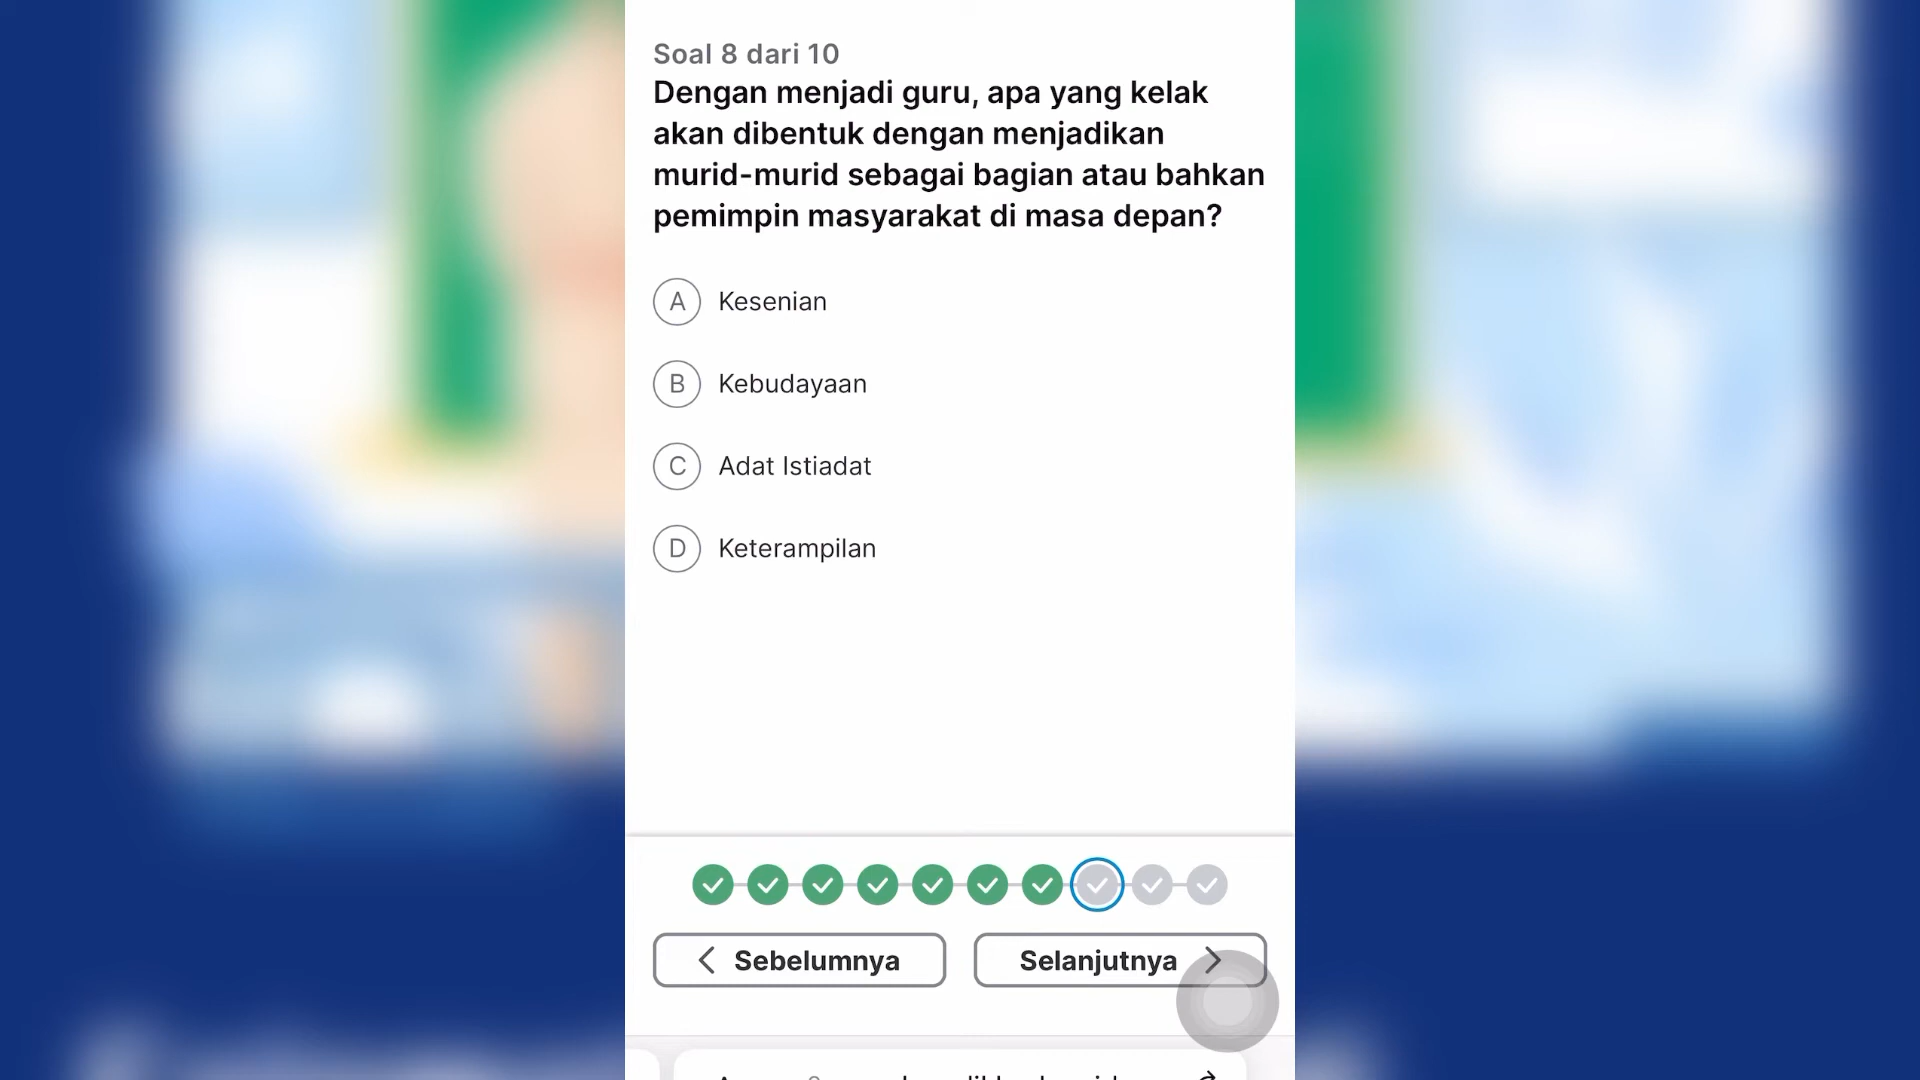 Soal 8 dari 10
Dengan menjadi guru, apa yang kelak
akan dibentuk dengan menjadikan
murid-murid sebagai bagian atau bahkan
pemimpin masyarakat di masa depan?
A Kesenian
B Kebudayaan
C Adat Istiadat
D Keterampilan
Sebelumnya
Selanjutnya